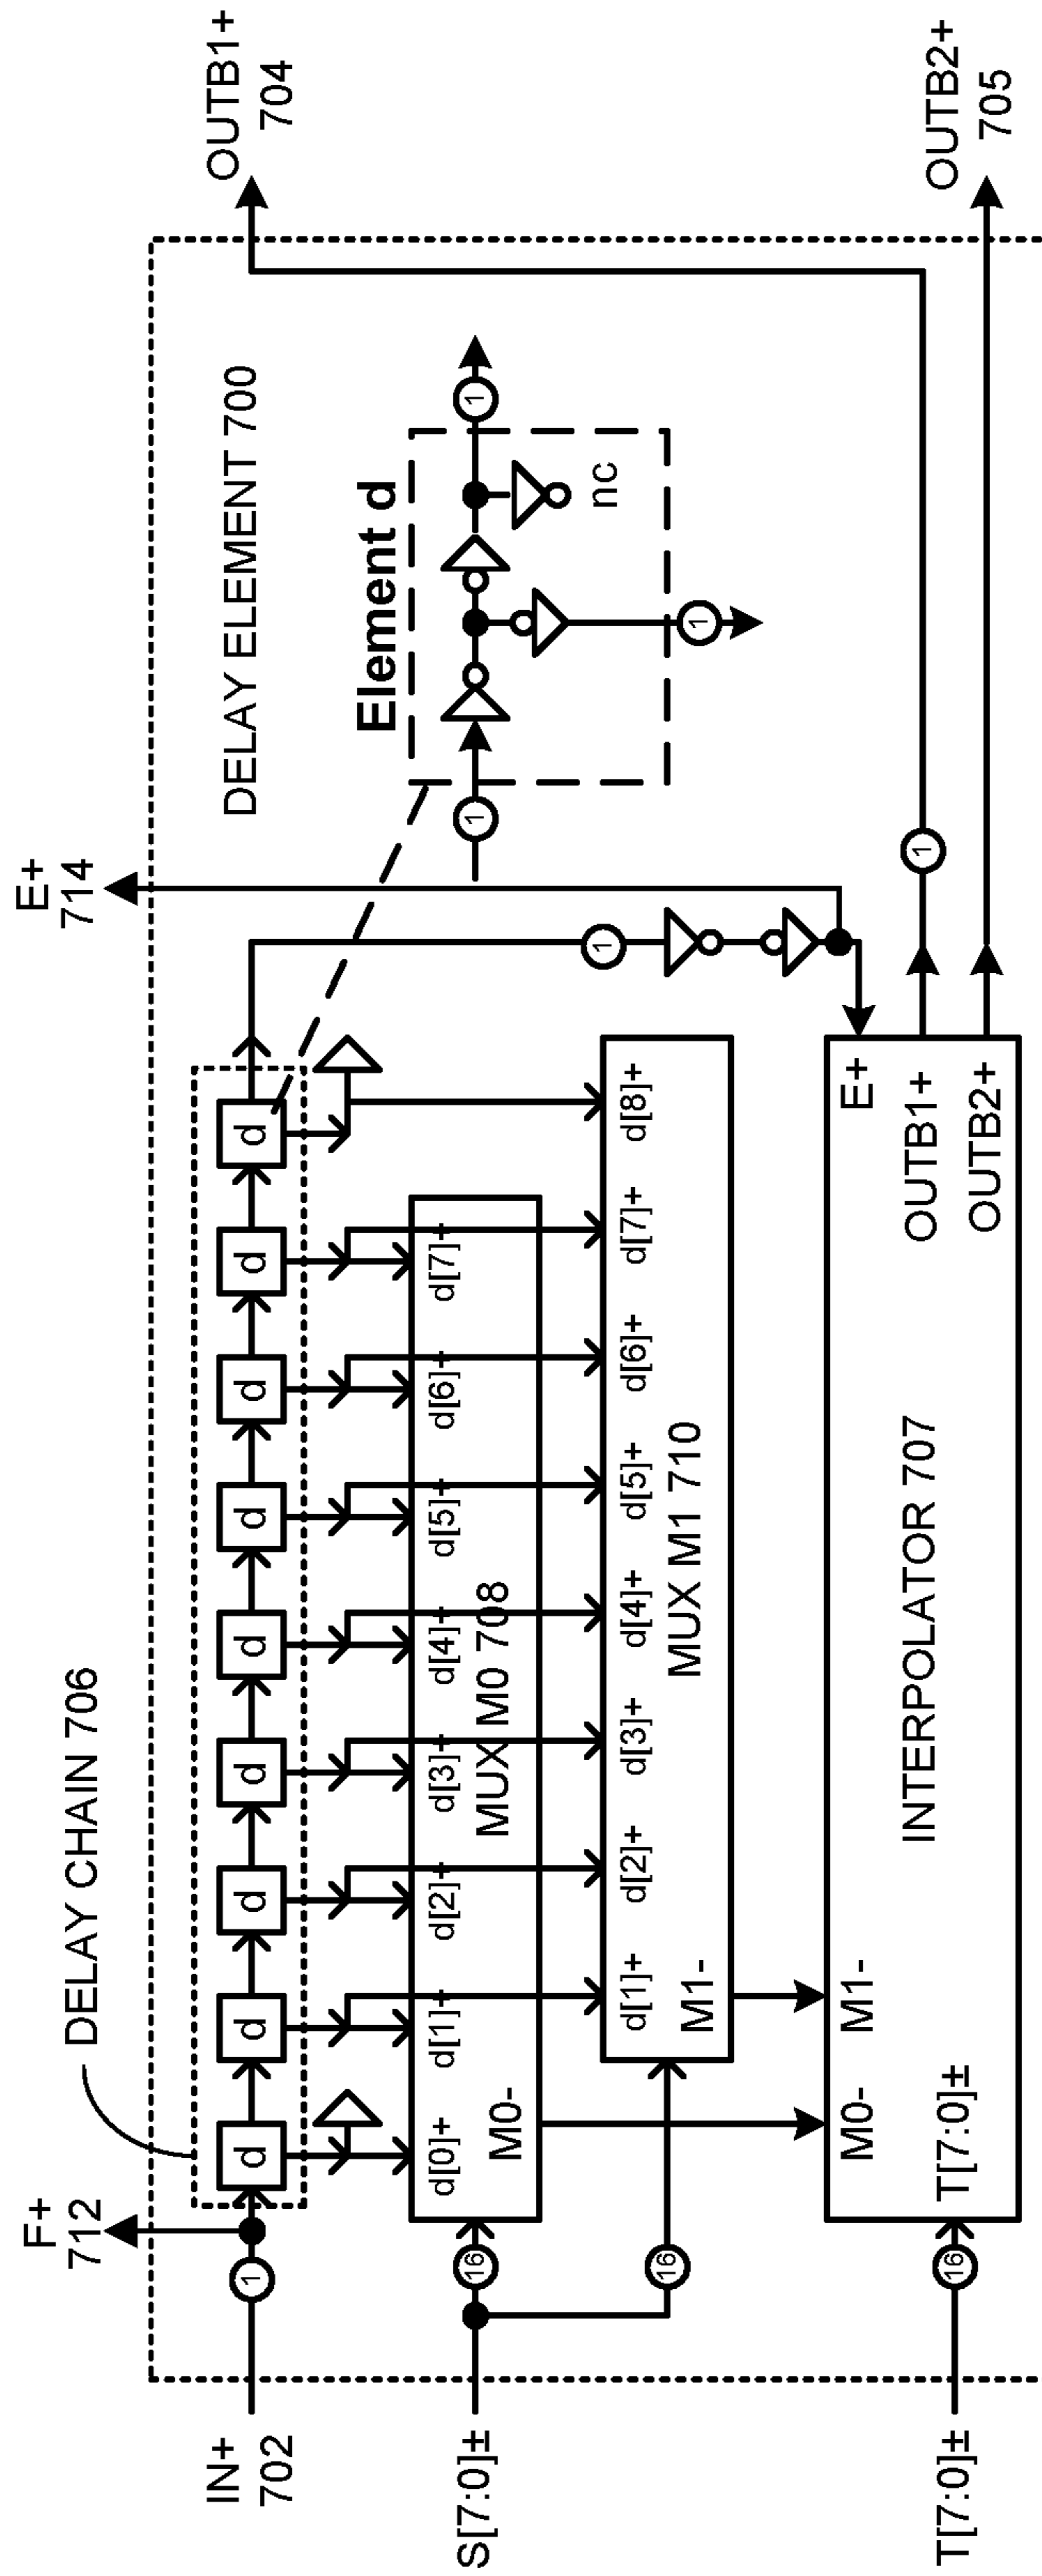 DELAY ELEMENT 700
F+
712
E+
714
DELAY CHAIN 706
IN+
702
OUTB1+
704
1
d
d
d
d
d
d
d
d
d
Element d
1
1
1
nc
S[7:0]±
16
16
d[0]+
d[1]+
d[2]+
d[3]+
d[4]+
d[5]+
d[6]+
d[7]+
M0-
MUX M0 708
d[1]+
d[2]+
d[3]+
d[4]+
d[5]+
d[6]+
d[7]+
d[8]+
M1-
MUX M1 710
1
M0-
M1-
E+
T[7:0]±
INTERPOLATOR 707
OUTB1+
OUTB2+
1
T[7:0]±
16
OUTB2+
705